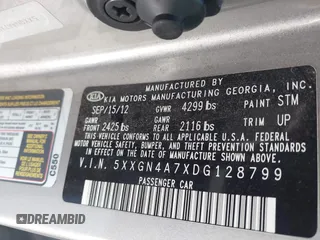 MANUFACTURED BY
KIA KIA MOTORS MANUFACTURING GEORGIA, INC.
SEP/15/12 GVWR 4299 lbs PAINT STM
GAWR FRONT 2425 lbs GAWR REAR 2116 lbs TRIM UP
THIS VEHICLE CONFORMS TO ALL APPLICABLE U.S.A. FEDERAL
MOTOR VEHICLE SAFETY, BUMPER, AND THEFT PREVENTION
STANDARDS IN EFFECT ON THE DATE OF MANUFACTURE SHOWN ABOVE.
V.I.N. 5XXGN4A7XDG128799
PASSENGER CAR
C550
DREAMBID